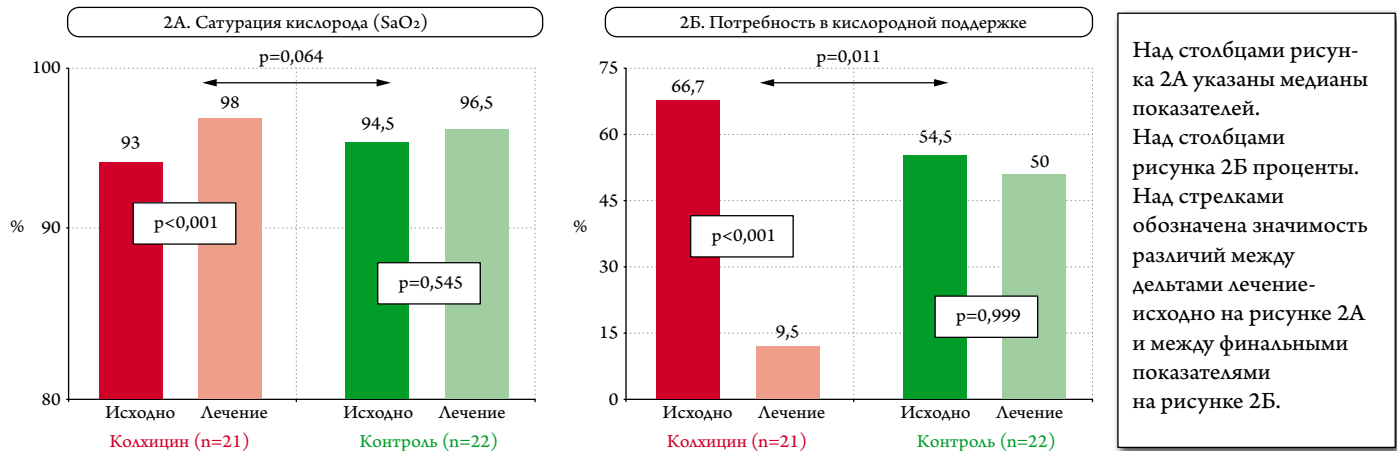 2А. Сатурация кислорода (SaO2)
p=0,064
100
90
80
%
93
98
94,5
96,5
p<0,001
p=0,545
Исходно Лечение Исходно Лечение
Колхицин (n=21) Контроль (n=22)
2Б. Потребность в кислородной поддержке
p=0,011
75
60
45
30
15
0
%
66,7
9,5
54,5
50
p<0,001
p=0,999
Исходно Лечение Исходно Лечение
Колхицин (n=21) Контроль (n=22)
Над столбцами рисун-
ка 2А указаны медианы
показателей.
Над столбцами
рисунка 2Б проценты.
Над стрелками
обозначена значимость
различий между
дельтами лечение-
исходно на рисунке 2А
и между финальными
показателями
на рисунке 2Б.